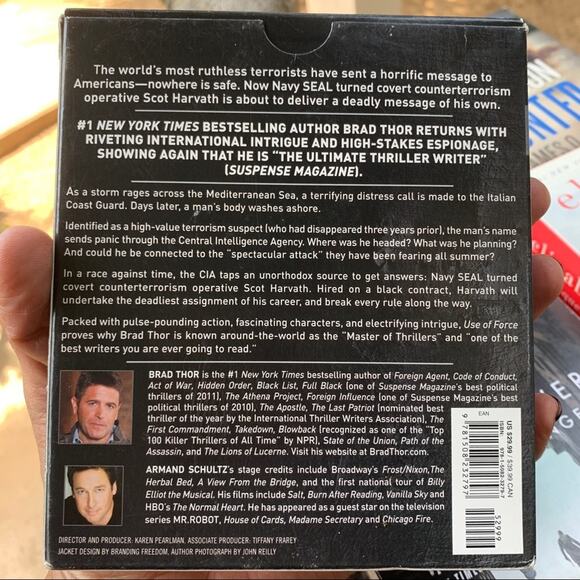 The world's most ruthless terrorists have sent a horrific message to
Americans—nowhere is safe. Now Navy SEAL turned covert counterterrorism
operative Scot Harvath is about to deliver a deadly message of his own.
#1 NEW YORK TIMES BESTSELLING AUTHOR BRAD THOR RETURNS WITH
RIVETING INTERNATIONAL INTRIGUE AND HIGH-STAKES ESPIONAGE,
SHOWING AGAIN THAT HE IS "THE ULTIMATE THRILLER WRITER"
(SUSPENSE MAGAZINE).
As a storm rages across the Mediterranean Sea, a terrifying distress call is made to the Italian
Coast Guard. Days later, a man's body washes ashore.
Identified as a high-value terrorism suspect (who had disappeared three years prior), the man's name
sends panic through the Central Intelligence Agency. Where was he headed? What was he planning?
And could he be connected to the "spectacular attack" they have been fearing all summer?
In a race against time, the CIA taps an unorthodox source to get answers: Navy SEAL turned
covert counterterrorism operative Scot Harvath. Hired on a black contract, Harvath will
undertake the deadliest assignment of his career, and break every rule along the way.
Packed with pulse-pounding action, fascinating characters, and electrifying intrigue, Use of Force
proves why Brad Thor is known around-the-world as the "Master of Thrillers" and "one of
the best writers you are ever going to read."
BRAD THOR is the #1 New York Times bestselling author of Foreign Agent, Code of Conduct,
Act of War, Hidden Order, Black List, Full Black (one of Suspense Magazine's best political
thrillers of 2011), The Athena Project, Foreign Influence (one of Suspense Magazine's best
political thrillers of 2010), The Apostle, The Last Patriot (nominated best
thriller of the year by the International Thriller Writers Association), The
First Commandment, Takedown, Blowback (recognized as one of the "Top
100 Killer Thrillers of All Time" by NPR), State of the Union, Path of the
Assassin, and The Lions of Lucerne. Visit his website at BradThor.com.
ARMAND SCHULTZ's stage credits include Broadway's Frost/Nixon, The
Herbal Bed, A View From the Bridge, and the first national tour of Billy
Elliot the Musical. His films include Salt, Burn After Reading, Vanilla Sky and
HBO's The Normal Heart. He has appeared as a guest star on the television
series MR.ROBOT, House of Cards, Madame Secretary and Chicago Fire.
DIRECTOR AND PRODUCER: KAREN PEARLMAN. ASSOCIATE PRODUCER: TIFFANY FRAREY
JACKET DESIGN BY BRANDING FREEDOM, AUTHOR PHOTOGRAPH BY JOHN REILLY
EAN
US $29.99 / $39.99 CAN
ISBN
9 781508 232797
52999